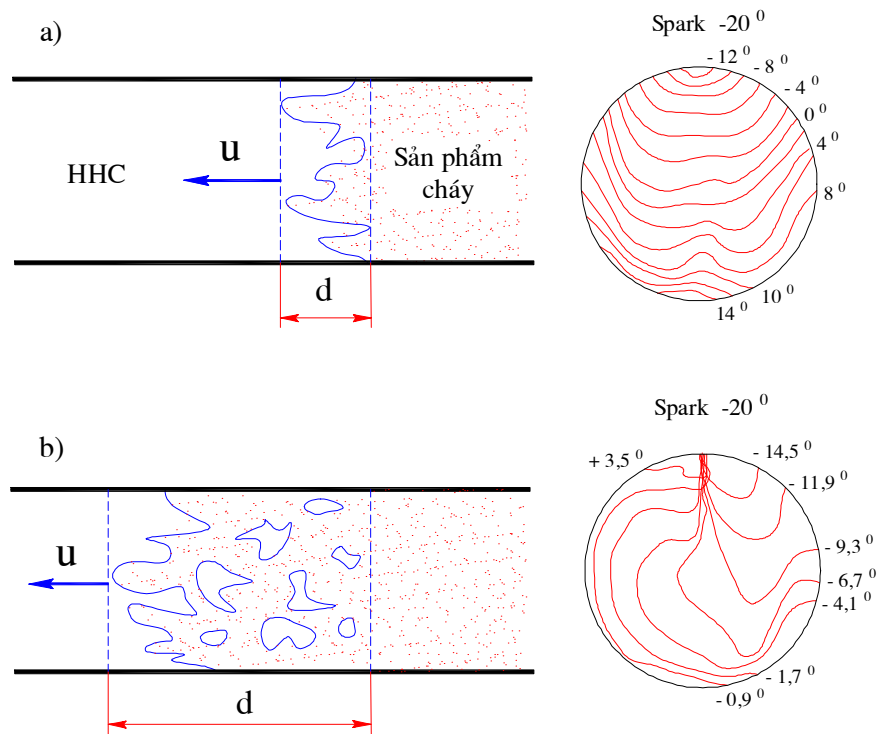 a)
Spark -20 ⁰
- 12 ⁰
- 8 ⁰
- 4 ⁰
0 ⁰
4 ⁰
8 ⁰
10 ⁰
14 ⁰
HHC
u
Sản phẩm
cháy
d
b)
Spark -20 ⁰
+ 3,5 ⁰
- 14,5 ⁰
- 11,9 ⁰
- 9,3 ⁰
- 6,7 ⁰
- 4,1 ⁰
- 1,7 ⁰
- 0,9 ⁰
u
d